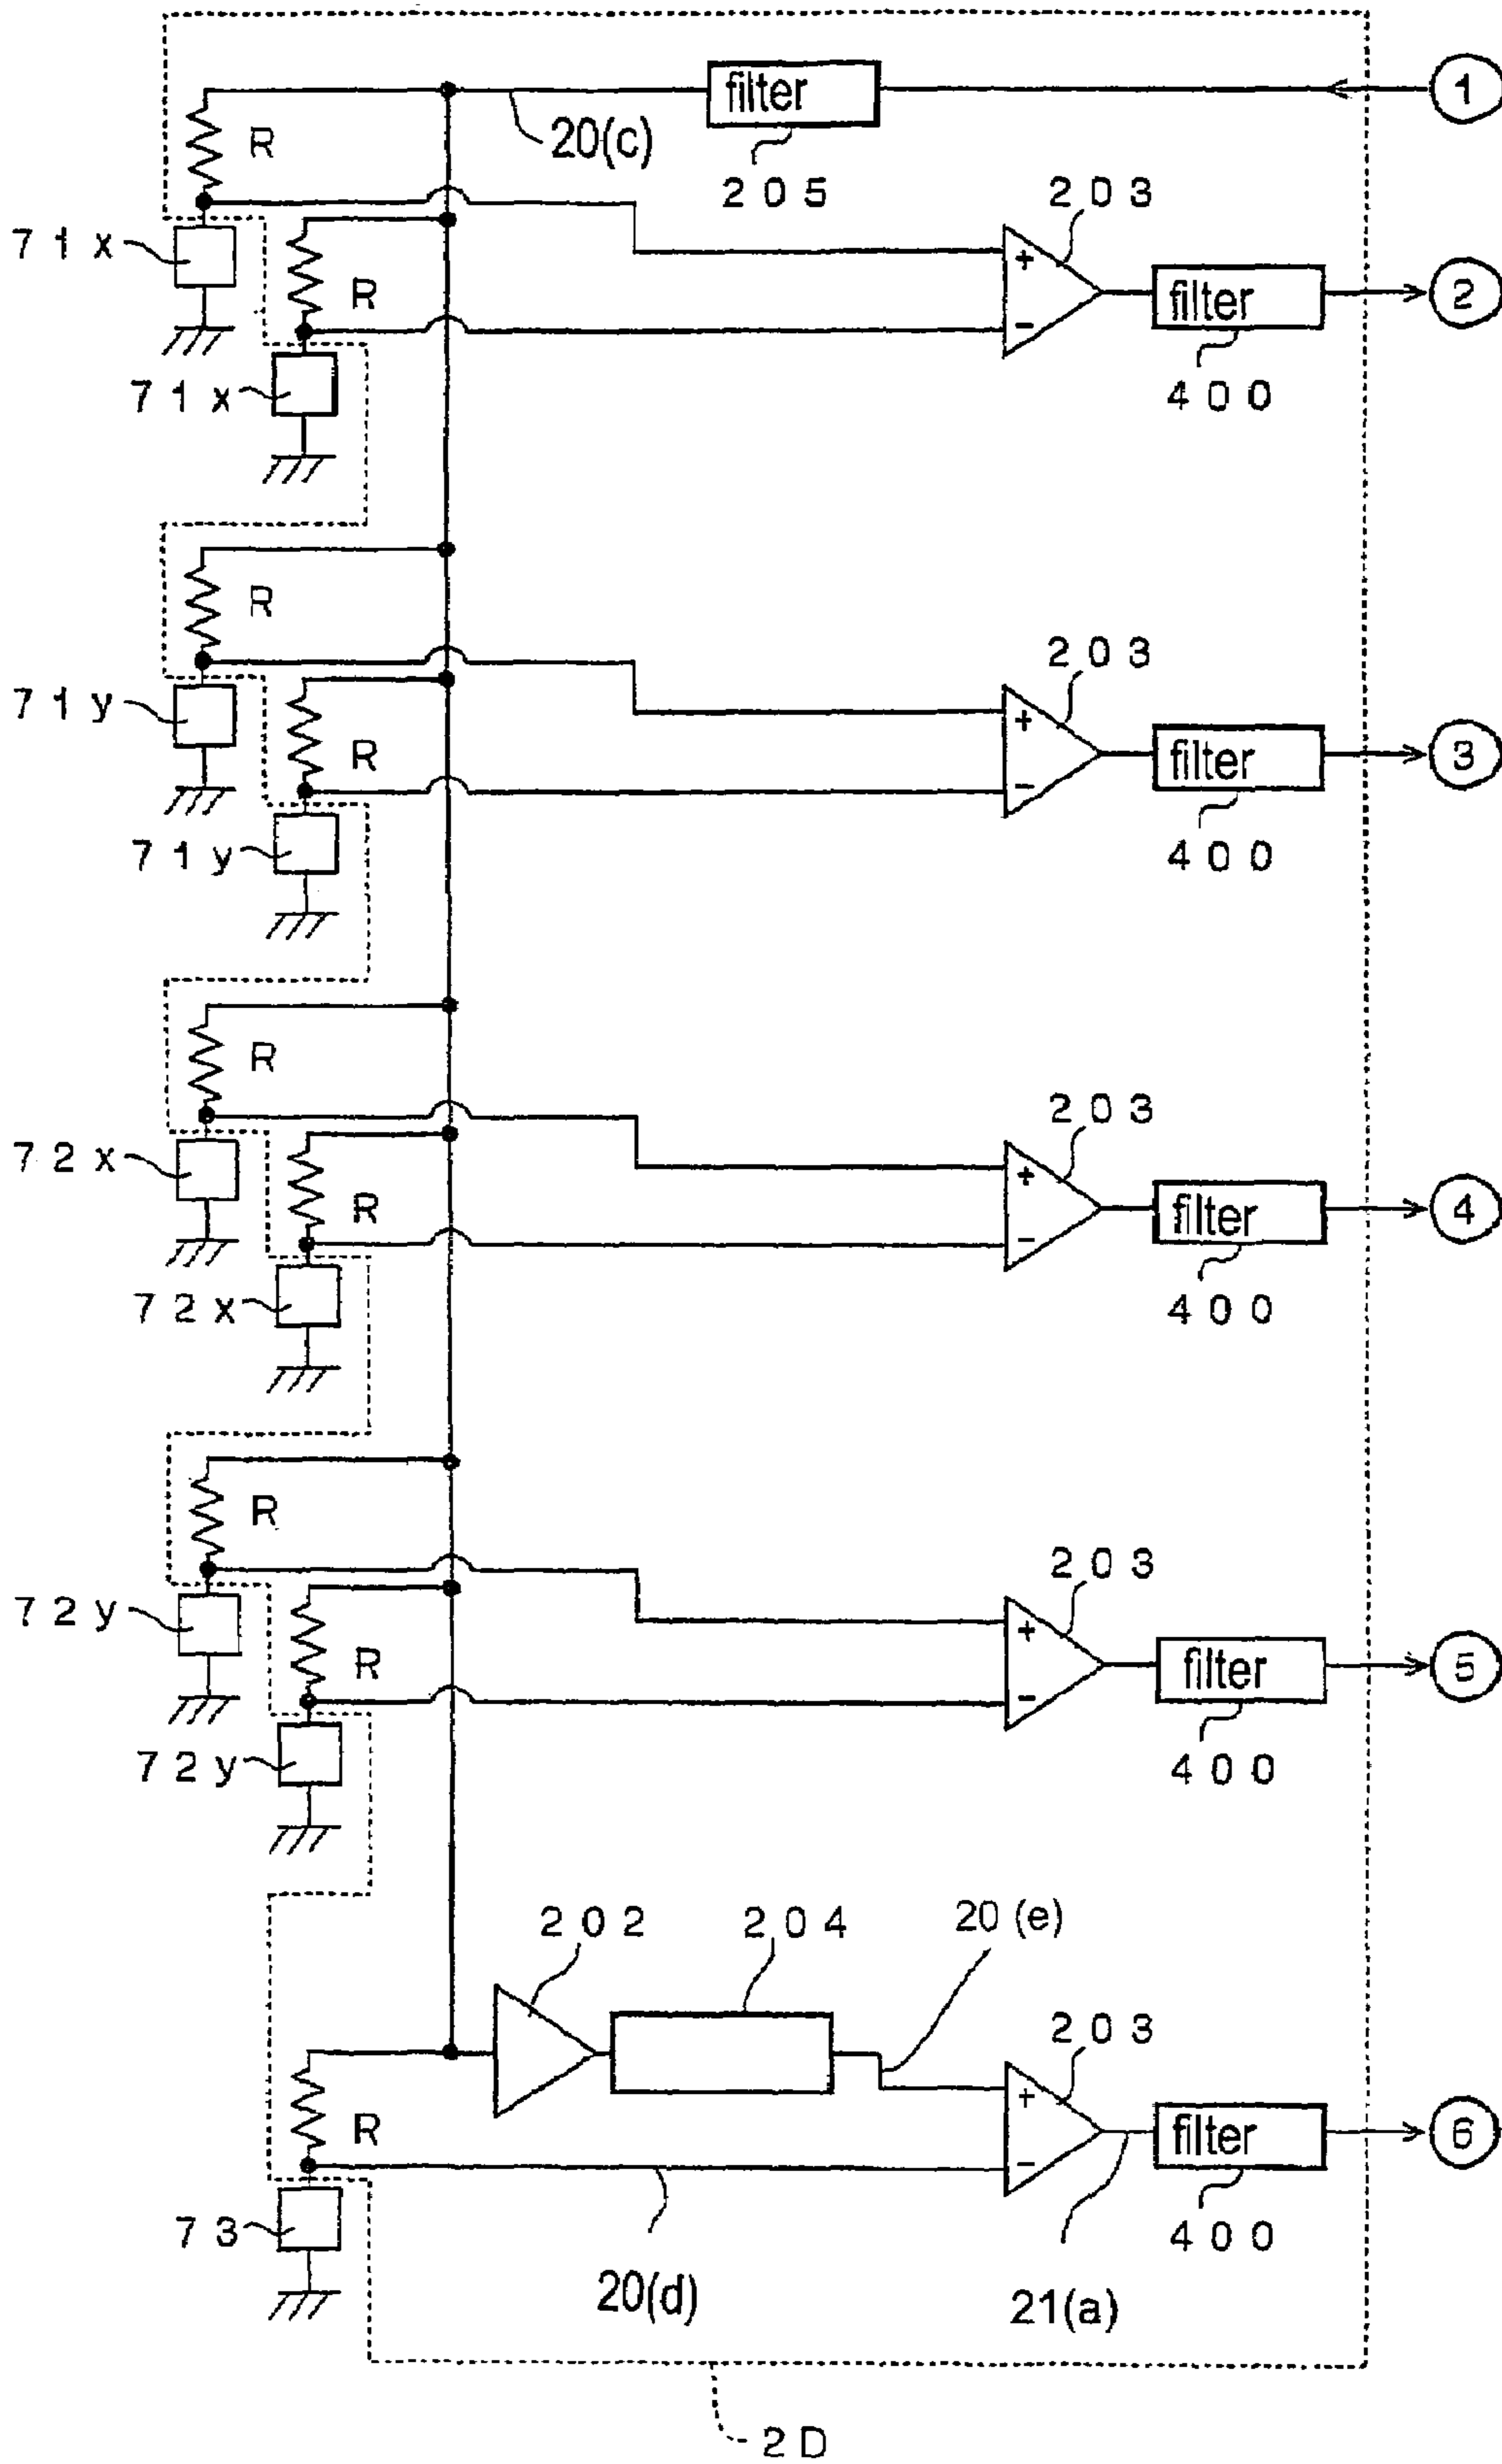 filter
1
R
20(c)
205
203
71x
R
+
-
filter
2
71x
400
R
203
71y
R
+
-
filter
3
71y
400
R
203
72x
R
+
-
filter
4
72x
400
R
203
72y
R
+
-
filter
5
72y
400
202
204
20(e)
203
R
+
-
filter
6
73
400
20(d)
21(a)
2D